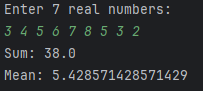 Enter 7 real numbers:
3 4 5 6 7 8 5 3 2
Sum: 38.0
Mean: 5.428571428571429